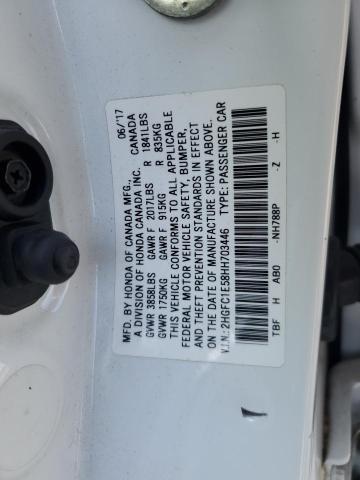 MFD. BY HONDA OF CANADA MFG., 06/17
A DIVISION OF HONDA CANADA INC. CANADA
GVWR 3858LBS GAWR F 2017LBS R 1841LBS
GVWR 1750KG GAWR F 915KG R 835KG
THIS VEHICLE CONFORMS TO ALL APPLICABLE
FEDERAL MOTOR VEHICLE SAFETY, BUMPER,
AND THEFT PREVENTION STANDARDS IN EFFECT
ON THE DATE OF MANUFACTURE SHOWN ABOVE.
V.I.N.: 2HGFC1E58HH703446 TYPE: PASSENGER CAR
TBF H AB0 -NH788P -Z -H